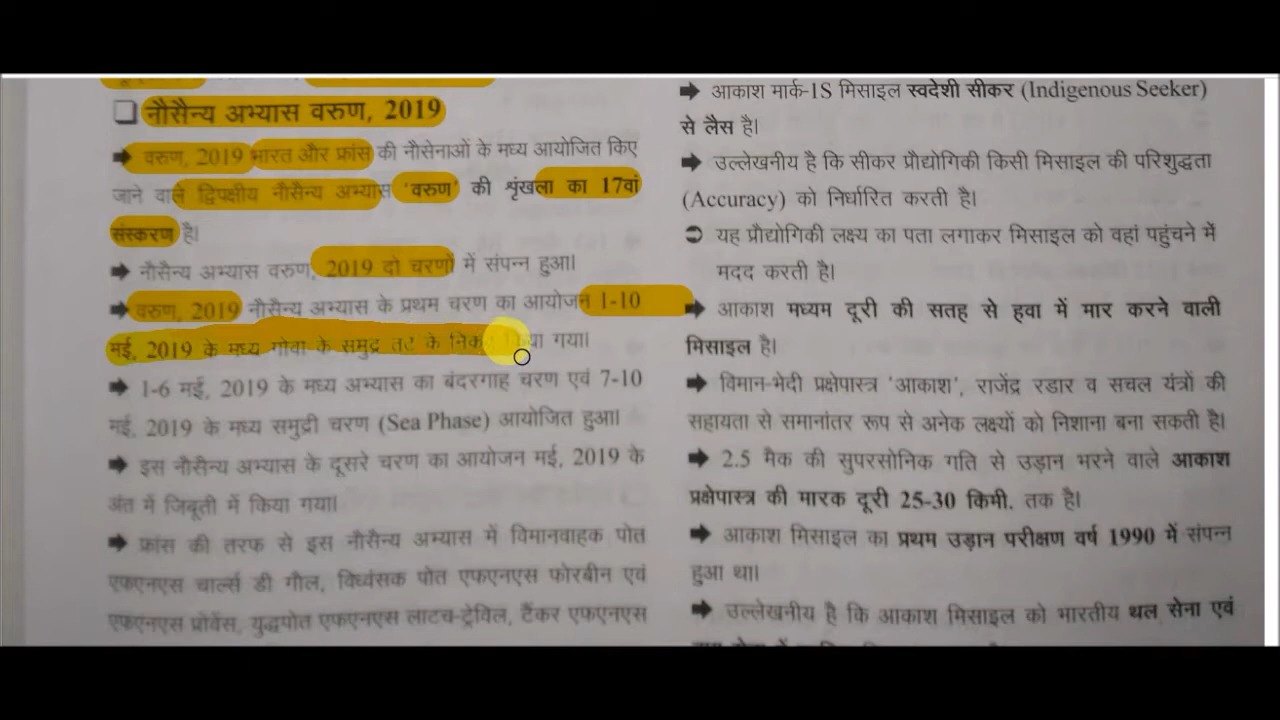 ❑ नौसैन्य अभ्यास वरुण, 2019
➡ वरुण, 2019 भारत और फ्रांस की नौसेनाओं के मध्य आयोजित किए
जाने वाले द्विपक्षीय नौसैन्य अभ्यास 'वरुण' की शृंखला का 17वां
संस्करण है।
➡ नौसैन्य अभ्यास वरुण, 2019 दो चरणों में संपन्न हुआ।
➡ वरुण, 2019 नौसैन्य अभ्यास के प्रथम चरण का आयोजन 1-10
मई, 2019 के मध्य गोवा के समुद्र तट के निकट किया गया।
➡ 1-6 मई, 2019 के मध्य अभ्यास का बंदरगाह चरण एवं 7-10
मई, 2019 के मध्य समुद्री चरण (Sea Phase) आयोजित हुआ।
➡ इस नौसैन्य अभ्यास के दूसरे चरण का आयोजन मई, 2019 के
अंत में जिबूती में किया गया।
➡ फ्रांस की तरफ से इस नौसैन्य अभ्यास में विमानवाहक पोत
एफएनएस चार्ल्स डी गौल, विध्वंसक पोत एफएनएस फोरबीन एवं
एफएनएस प्रोवेंस, युद्धपोत एफएनएस लाटच-ट्रेविल, टैंकर एफएनएस
आकाश मार्क-1S मिसाइल स्वदेशी सीकर (Indigenous Seeker)
से लैस है।
➡ उल्लेखनीय है कि सीकर प्रौद्योगिकी किसी मिसाइल की परिशुद्धता
(Accuracy) को निर्धारित करती है।
➲ यह प्रौद्योगिकी लक्ष्य का पता लगाकर मिसाइल को वहां पहुंचने में
मदद करती है।
➡ आकाश मध्यम दूरी की सतह से हवा में मार करने वाली
मिसाइल है।
➡ विमान-भेदी प्रक्षेपास्त्र 'आकाश', राजेंद्र रडार व सचल यंत्रों की
सहायता से समानांतर रूप से अनेक लक्ष्यों को निशाना बना सकती है।
➡ 2.5 मैक की सुपरसोनिक गति से उड़ान भरने वाले आकाश
प्रक्षेपास्त्र की मारक दूरी 25-30 किमी. तक है।
➡ आकाश मिसाइल का प्रथम उड़ान परीक्षण वर्ष 1990 में संपन्न
हुआ था।
➡ उल्लेखनीय है कि आकाश मिसाइल को भारतीय थल सेना एवं